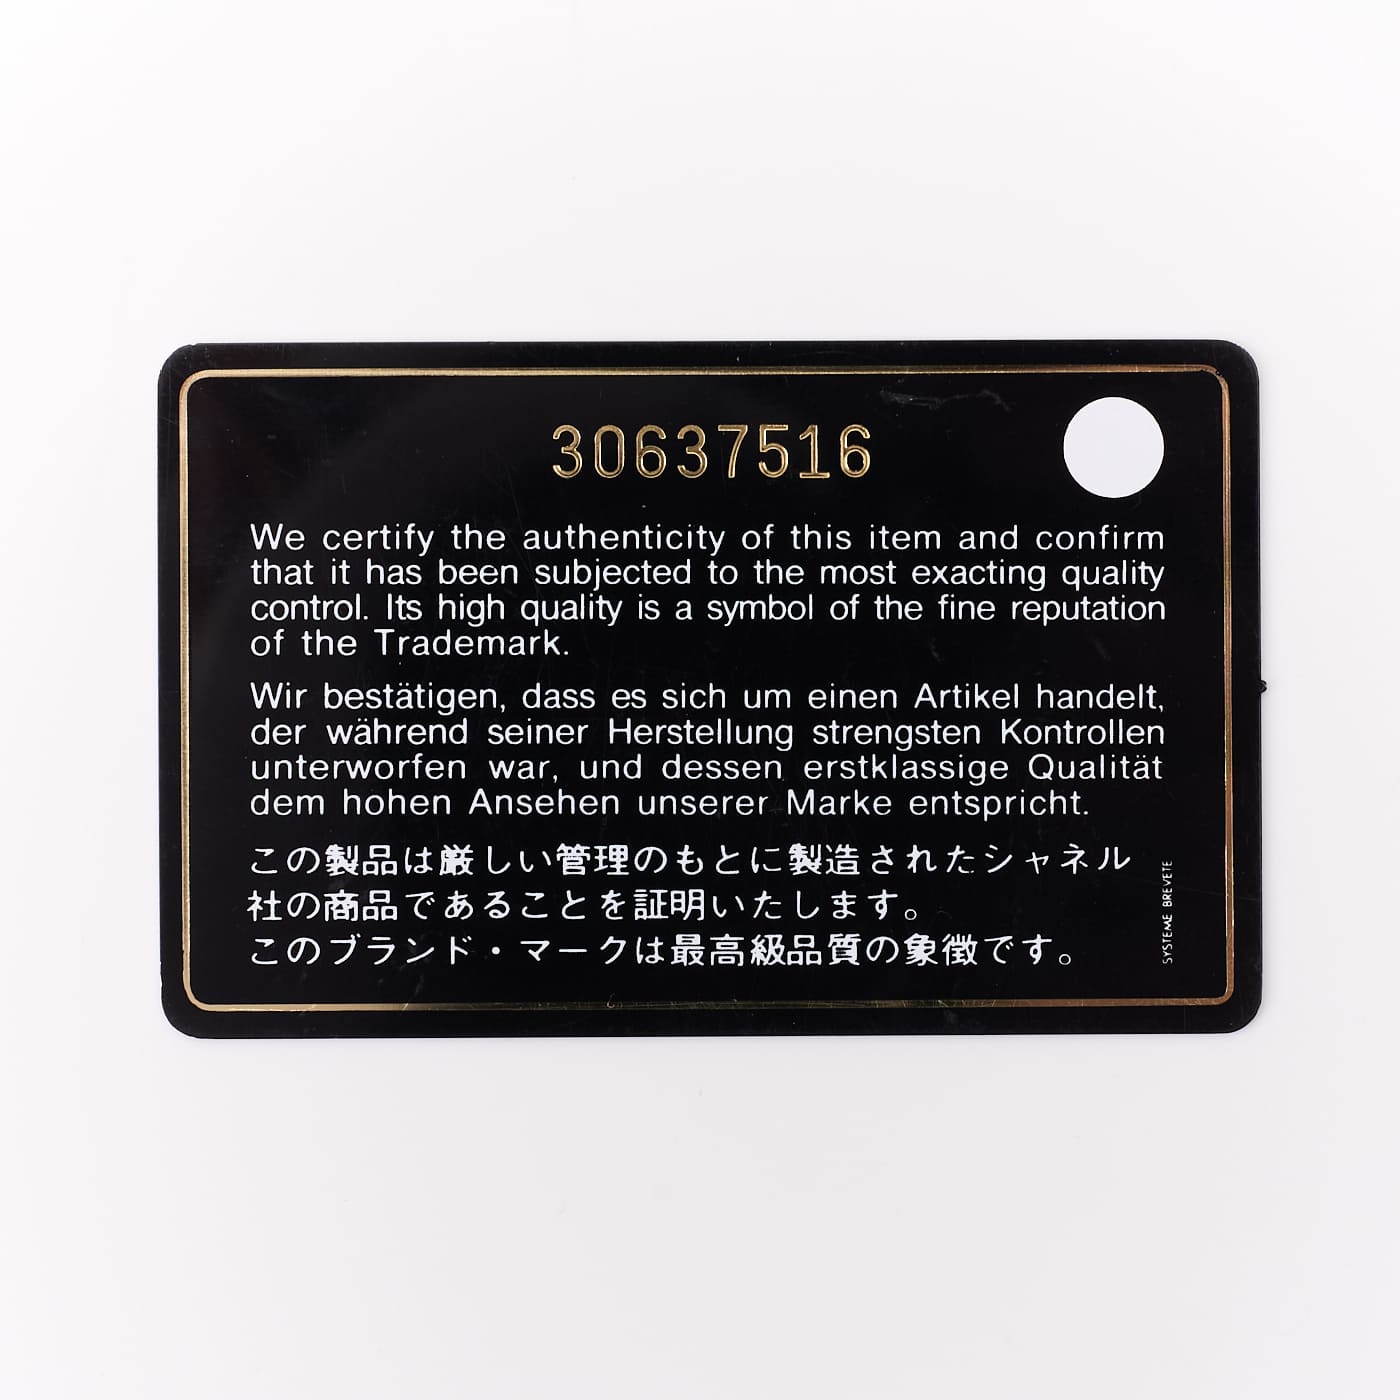 30637516
We certify the authenticity of this item and confirm
that it has been subjected to the most exacting quality
control. Its high quality is a symbol of the fine reputation
of the Trademark.
Wir bestätigen, dass es sich um einen Artikel handelt,
der während seiner Herstellung strengsten Kontrollen
unterworfen war, und dessen erstklassige Qualität
dem hohen Ansehen unserer Marke entspricht.
この製品は厳しい管理のもとに製造されたシャネル
社の商品であることを証明いたします。
このブランド・マークは最高級品質の象徴です。
SYSTEME BREVETE